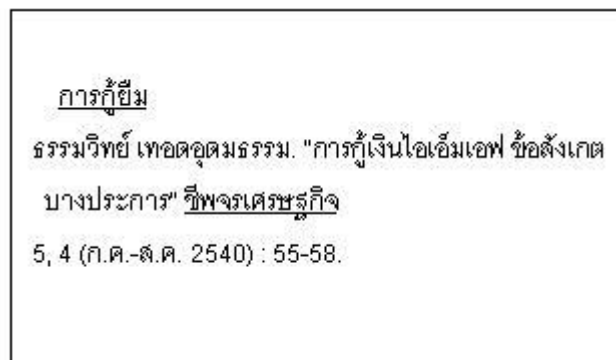 การกู้ยืม
ธรรมวิทย์ เทอดอุดมธรรม. "การกู้เงินไอเอ็มเอฟ ข้อสังเกต
บางประการ" ชีพจรเศรษฐกิจ
5, 4 (ก.ค.-ส.ค. 2540) : 55-58.